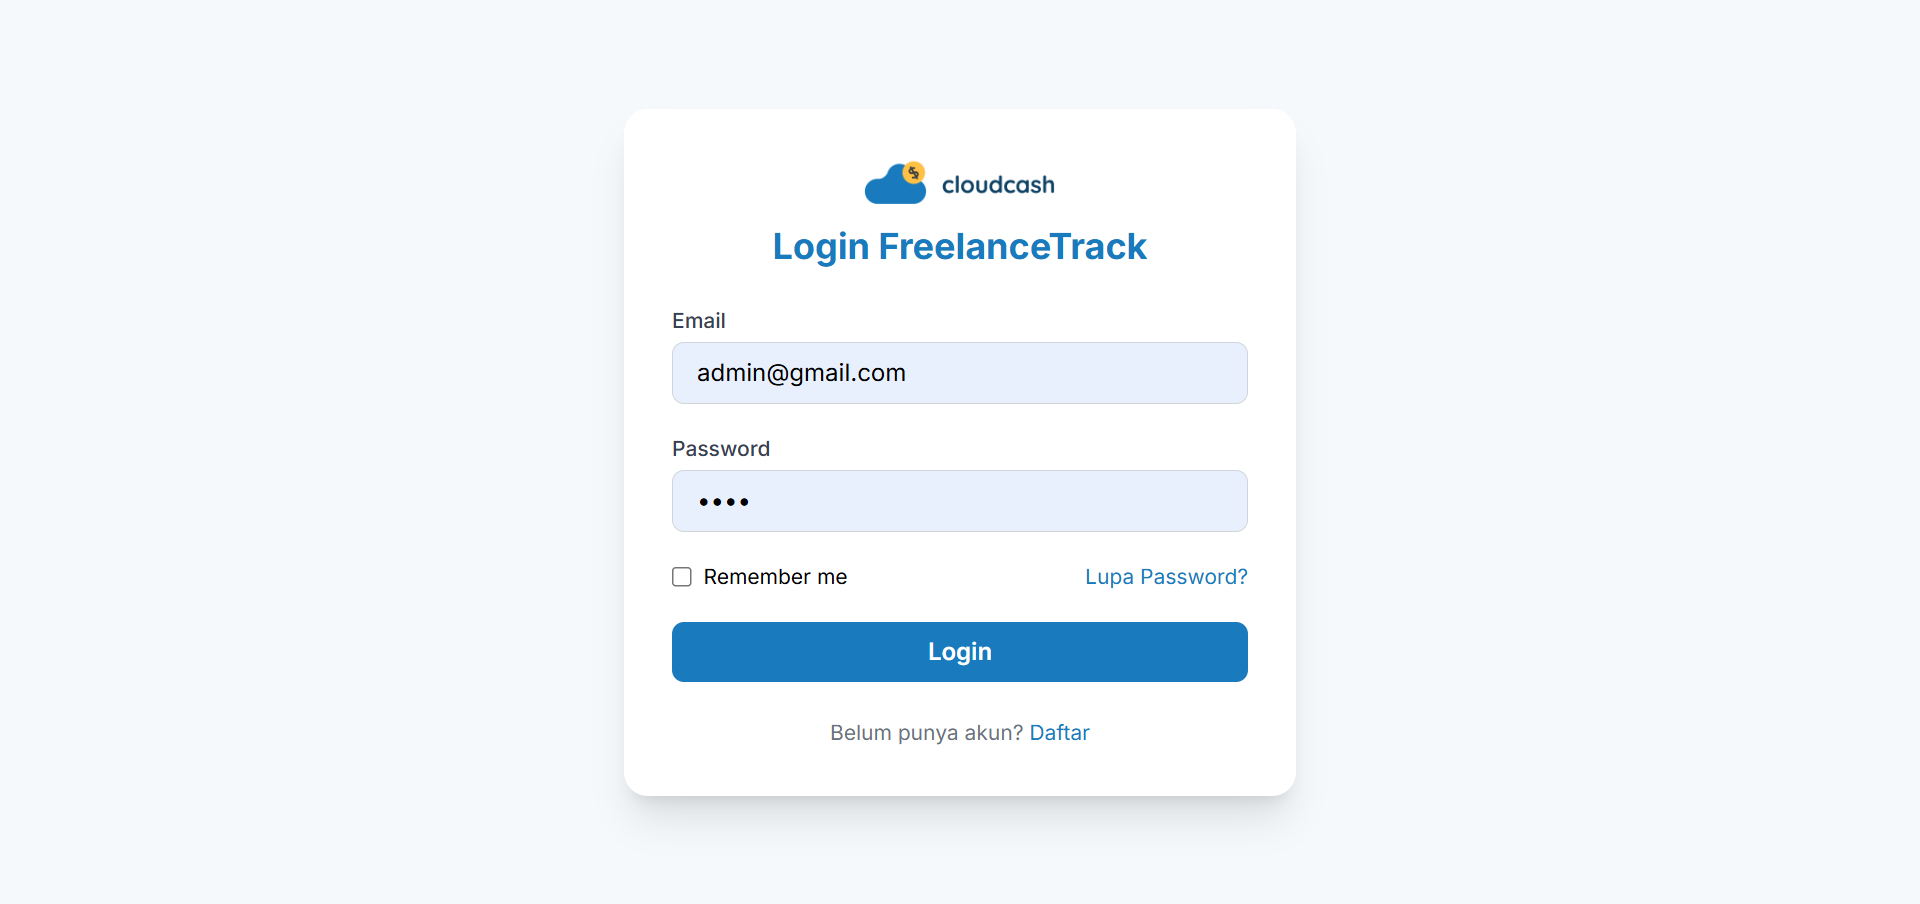 cloudcash
Login FreelanceTrack
Email
admin@gmail.com
Password
••••
Remember me
Lupa Password?
Login
Belum punya akun? Daftar